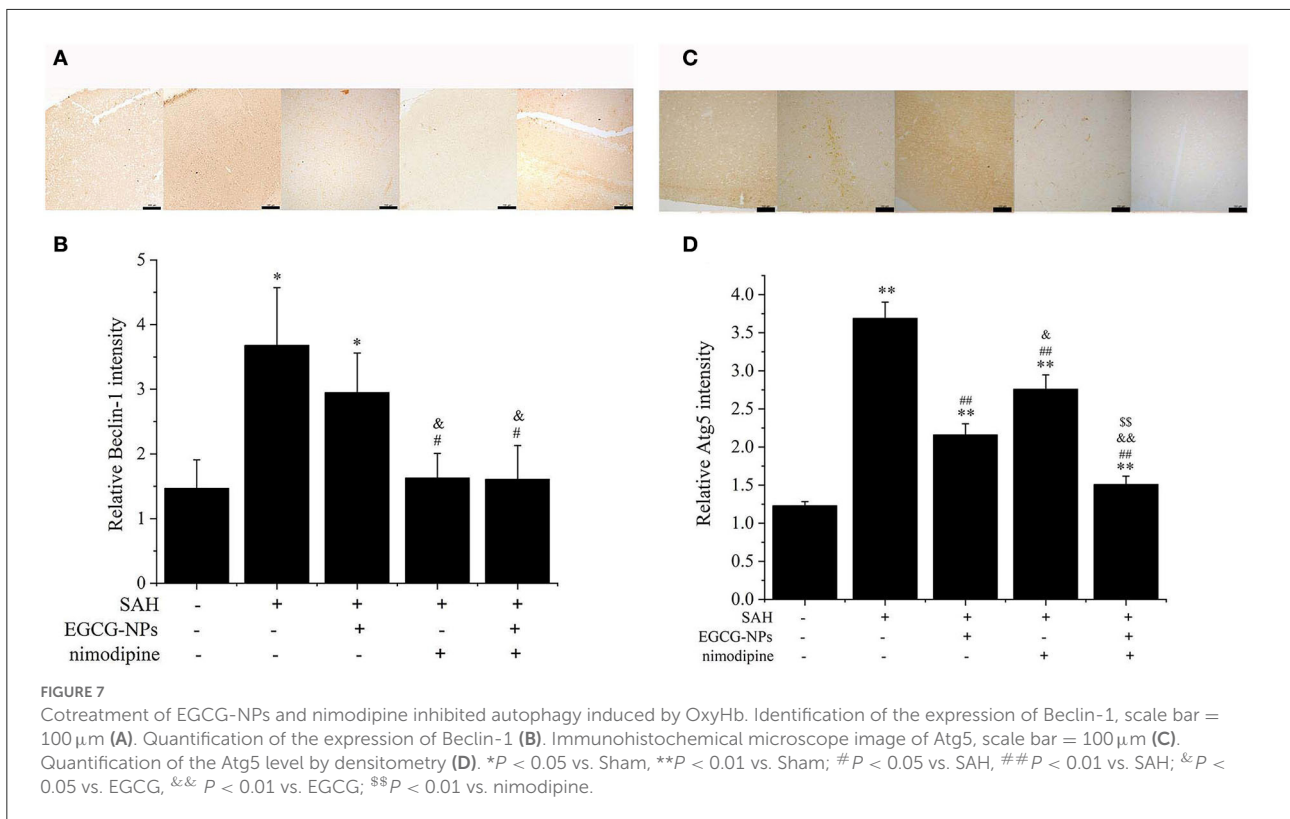 A
C
B
Relative Beclin-1 intensity
5
4
3
2
1
0
*
*
&
#
&
#
SAH - + + + +
EGCG-NPs - - + - +
nimodipine - - - + +
D
Relative Atg5 intensity
4.0
3.5
3.0
2.5
2.0
1.5
1.0
0.5
0.0
**
##
**
&
##
**
$$
&&
##
**
SAH - + + + +
EGCG-NPs - - + - +
nimodipine - - - + +
FIGURE 7
Cotreatment of EGCG-NPs and nimodipine inhibited autophagy induced by OxyHb. Identification of the expression of Beclin-1, scale bar =
100 μm (A). Quantification of the expression of Beclin-1 (B). Immunohistochemical microscope image of Atg5, scale bar = 100 μm (C).
Quantification of the Atg5 level by densitometry (D). *P < 0.05 vs. Sham, **P < 0.01 vs. Sham; #P < 0.05 vs. SAH, ##P < 0.01 vs. SAH; &P <
0.05 vs. EGCG, && P < 0.01 vs. EGCG; $$P < 0.01 vs. nimodipine.